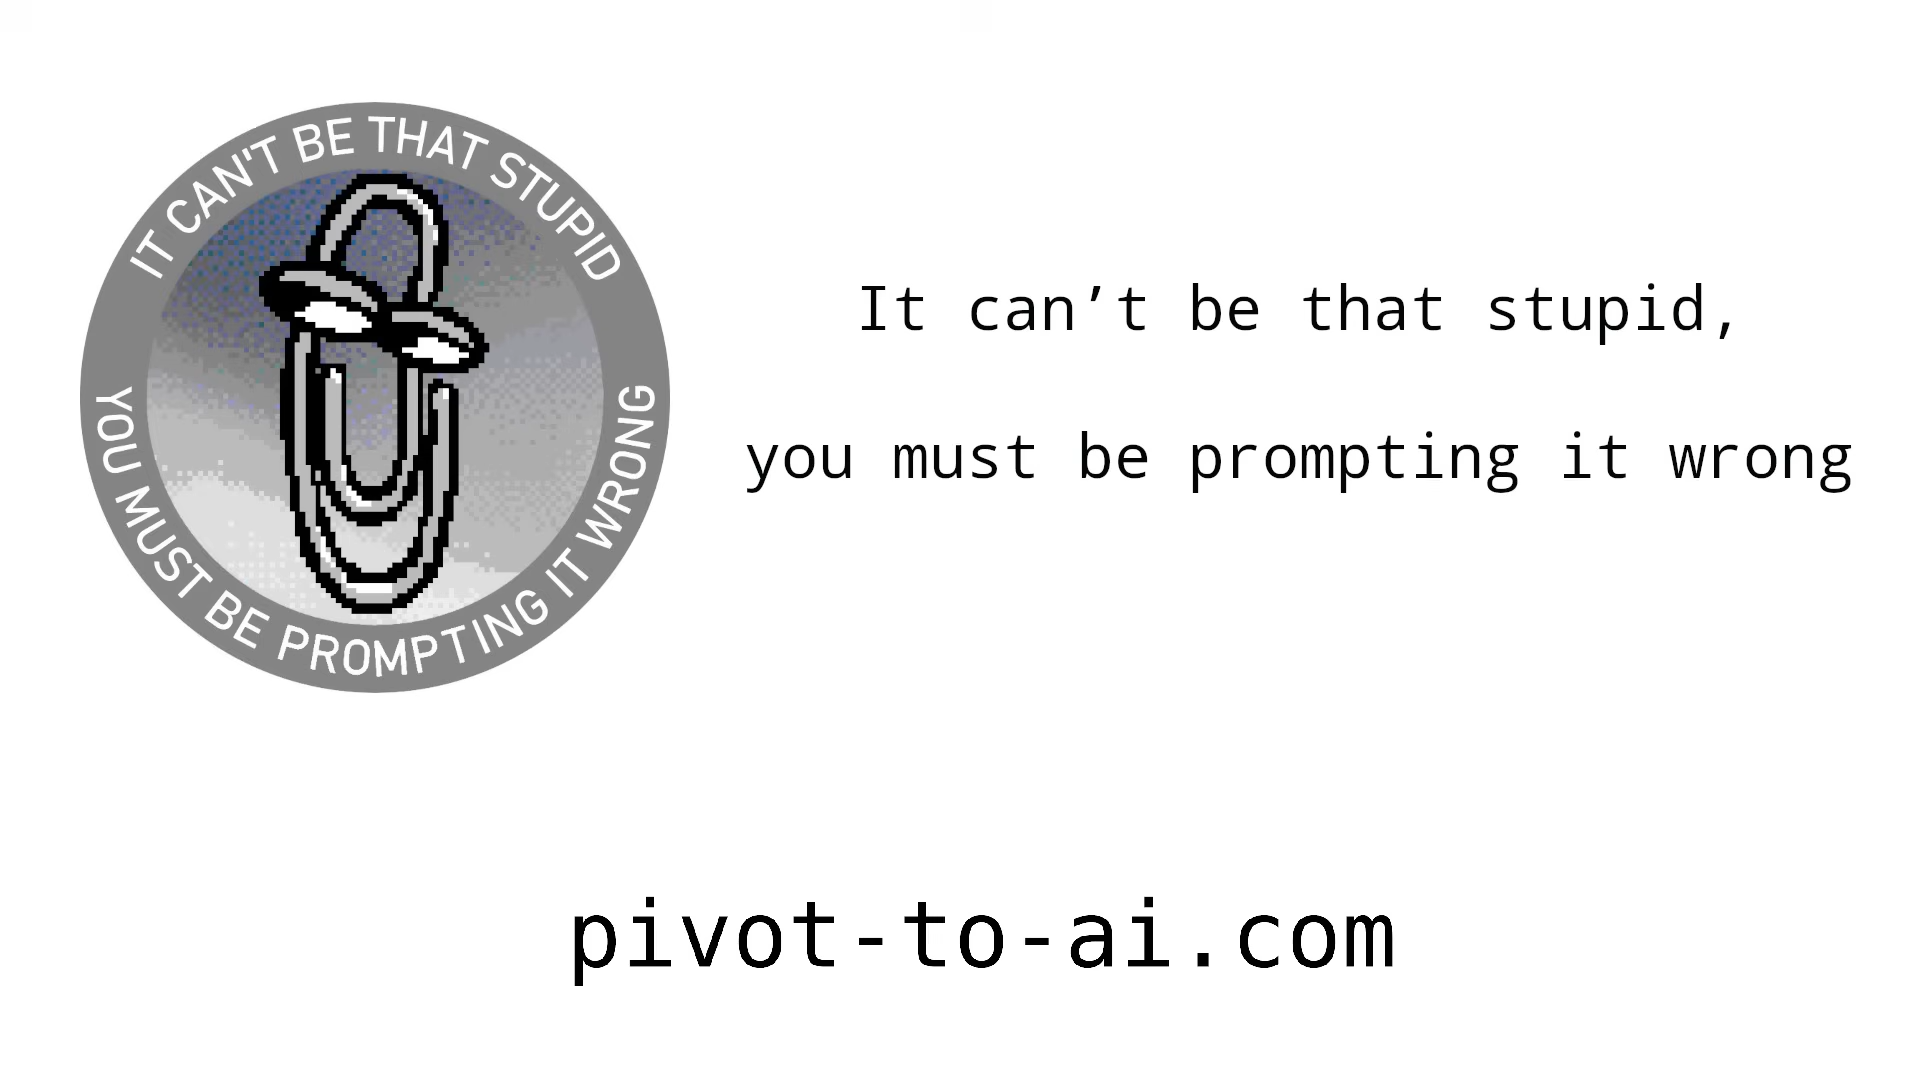 IT CAN'T BE THAT STUPID
YOU MUST BE PROMPTING IT WRONG
It can’t be that stupid,
you must be prompting it wrong
pivot-to-ai.com